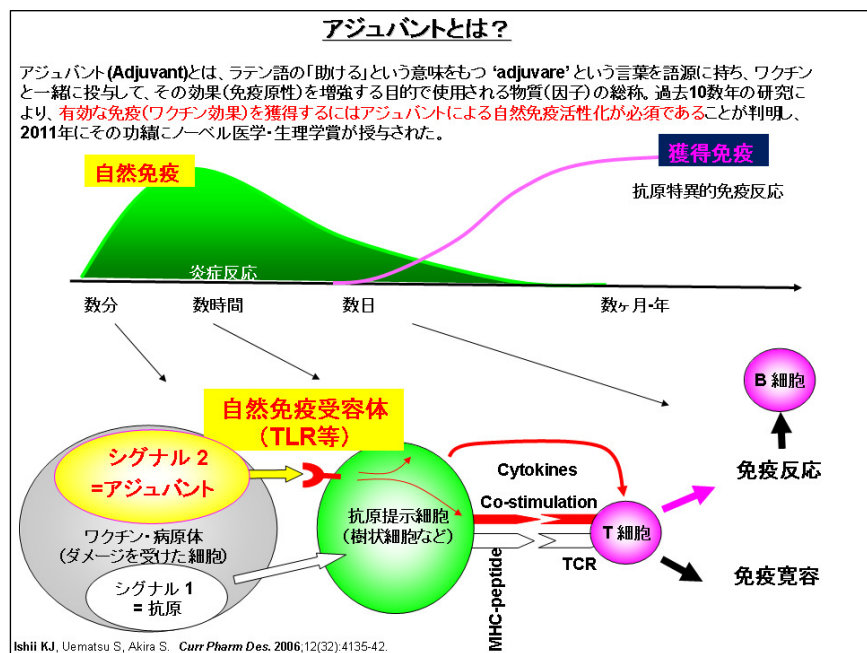 アジュバントとは？
アジュバント(Adjuvant)とは、ラテン語の「助ける」という意味をもつ ‘adjuvare’ という言葉を語源に持ち、ワクチン
と一緒に投与して、その効果(免疫原性)を増強する目的で使用される物質(因子)の総称。過去10数年の研究に
より、有効な免疫(ワクチン効果)を獲得するにはアジュバントによる自然免疫活性化が必須であることが判明し、
2011年にその功績にノーベル医学・生理学賞が授与された。
自然免疫
獲得免疫
抗原特異的免疫反応
炎症反応
数分
数時間
数日
数ヶ月-年
自然免疫受容体
(TLR等)
B 細胞
シグナル 2
=アジュバント
ワクチン・病原体
(ダメージを受けた細胞)
シグナル 1
= 抗原
抗原提示細胞
(樹状細胞など)
Cytokines
Co-stimulation
MHC-peptide
TCR
T 細胞
免疫反応
免疫寛容
Ishii KJ, Uematsu S, Akira S. Curr Pharm Des. 2006;12(32):4135-42.